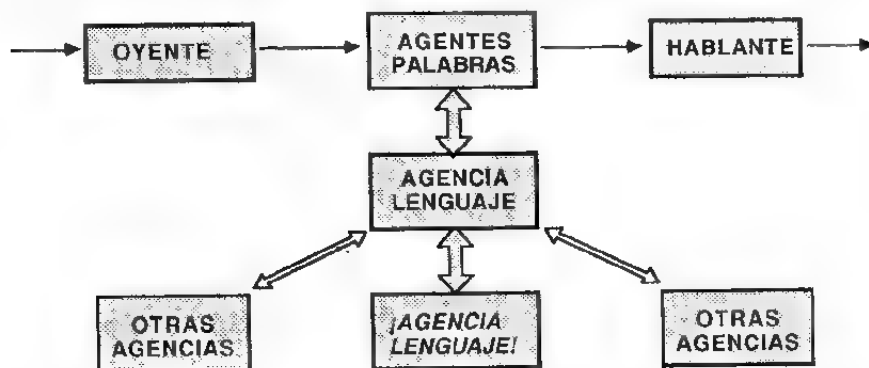 OYENTE
AGENTES
PALABRAS
HABLANTE
AGENCIA
LENGUAJE
OTRAS
AGENCIAS
¡AGENCIA
LENGUAJE!
OTRAS
AGENCIAS